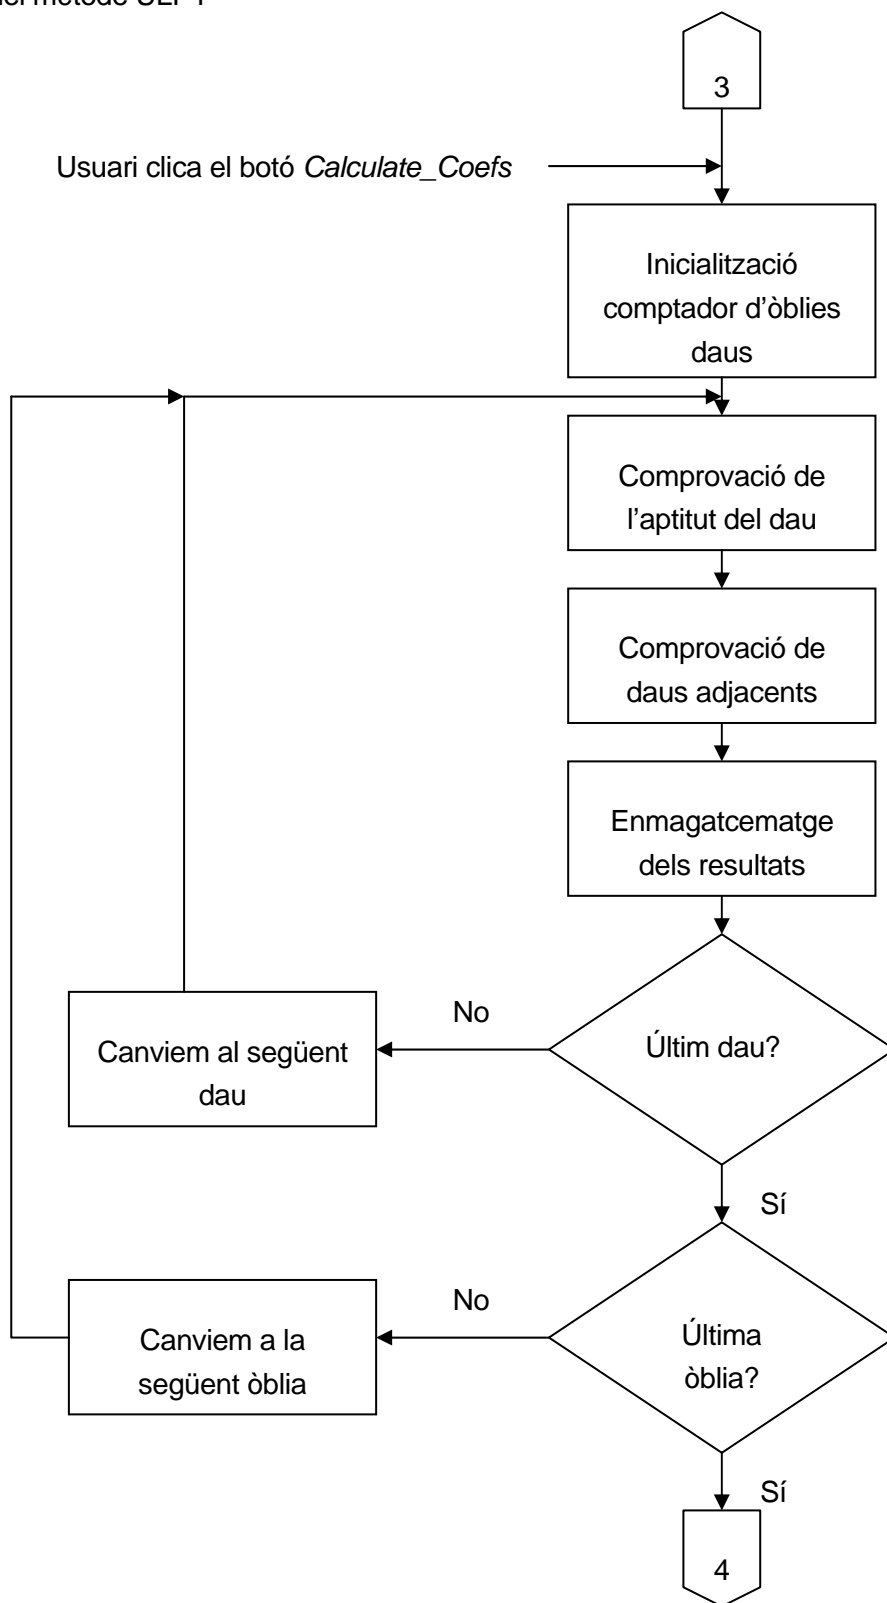 3
Usuari clica el botó Calculate_Coefs
Inicialització
comptador d'òblies
daus
Comprovació de
l'aptitut del dau
Comprovació de
daus adjacents
Enmagatcematge
dels resultats
No
Últim dau?
Canviem al següent
dau
Sí
No
Última
òblia?
Canviem a la
següent òblia
Sí
4